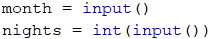 month = input()
nights = int(input())